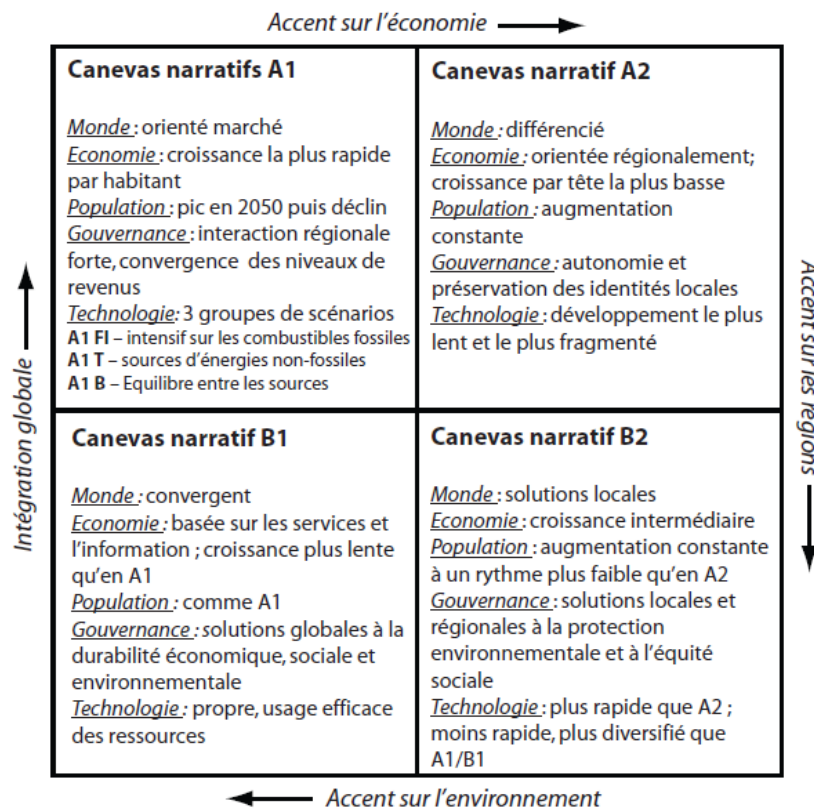 Accent sur l'économie
Canevas narratifs A1
Monde : orienté marché
Economie : croissance la plus rapide
par habitant
Population : pic en 2050 puis déclin
Gouvernance : interaction régionale
forte, convergence des niveaux de
revenus
Technologie: 3 groupes de scénarios
A1 FI – intensif sur les combustibles fossiles
A1 T – sources d'énergies non-fossiles
A1 B – Equilibre entre les sources
Canevas narratif A2
Monde : différencié
Economie : orientée régionalement;
croissance par tête la plus basse
Population : augmentation
constante
Gouvernance : autonomie et
préservation des identités locales
Technologie : développement le plus
lent et le plus fragmenté
Intégration globale
Accent sur les régions
Canevas narratif B1
Monde : convergent
Economie : basée sur les services et
l'information ; croissance plus lente
qu'en A1
Population : comme A1
Gouvernance : solutions globales à la
durabilité économique, sociale et
environnementale
Technologie : propre, usage efficace
des ressources
Canevas narratif B2
Monde : solutions locales
Economie : croissance intermédiaire
Population : augmentation constante
à un rythme plus faible qu'en A2
Gouvernance : solutions locales et
régionales à la protection
environnementale et à l'équité
sociale
Technologie : plus rapide que A2 ;
moins rapide, plus diversifié que
A1/B1
Accent sur l'environnement